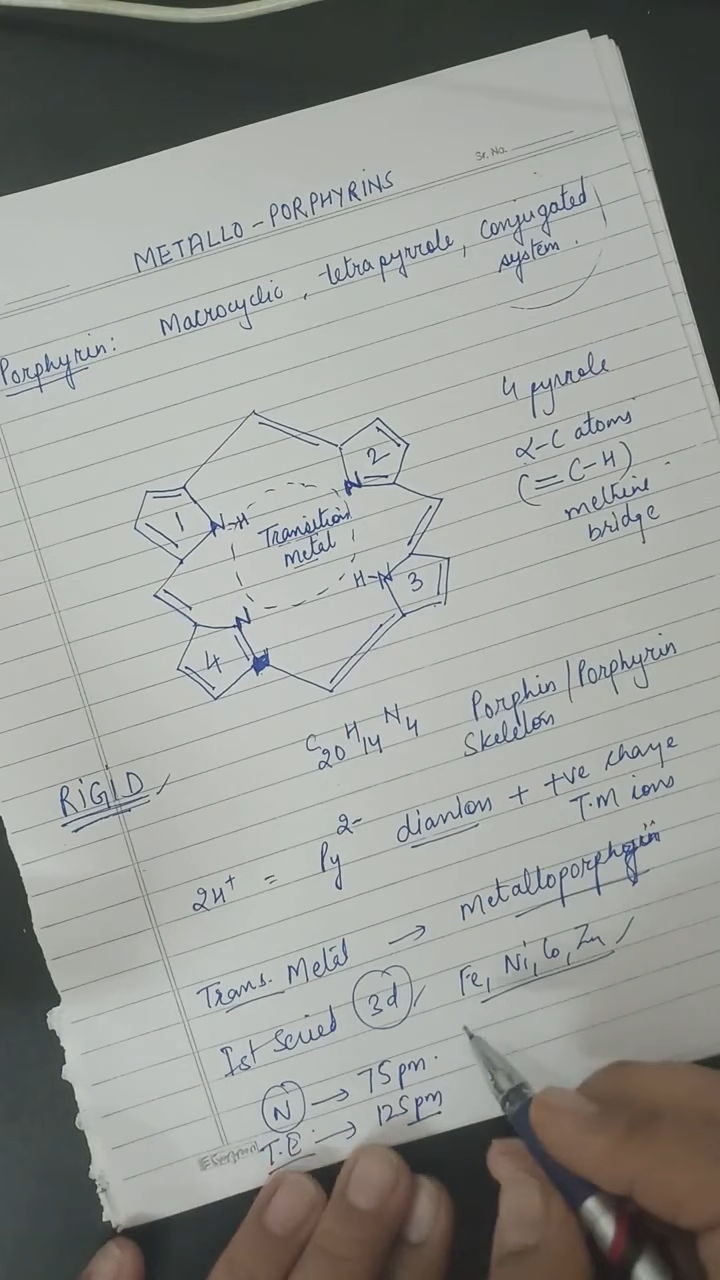 Sr. No.
METALLO-PORPHYRINS
Porphyrin: Macrocyclic, tetrapyrrole, conjugated
system.
4 pyrrole
α-C atoms
(=C-H)
methine
bridge
1
2
N-H
N
Transition
Metal
H-N
3
N
4
C20H14N4 Porphin/Porphyrin
Skeleton
RIGID
2H+ = Py2- dianion + +ve charge
T.M ions
Trans. Metal → Metalloporphyrin
Ist Series 3d, Fe, Ni, Co, Zn
N → 75pm.
T.E → 125pm